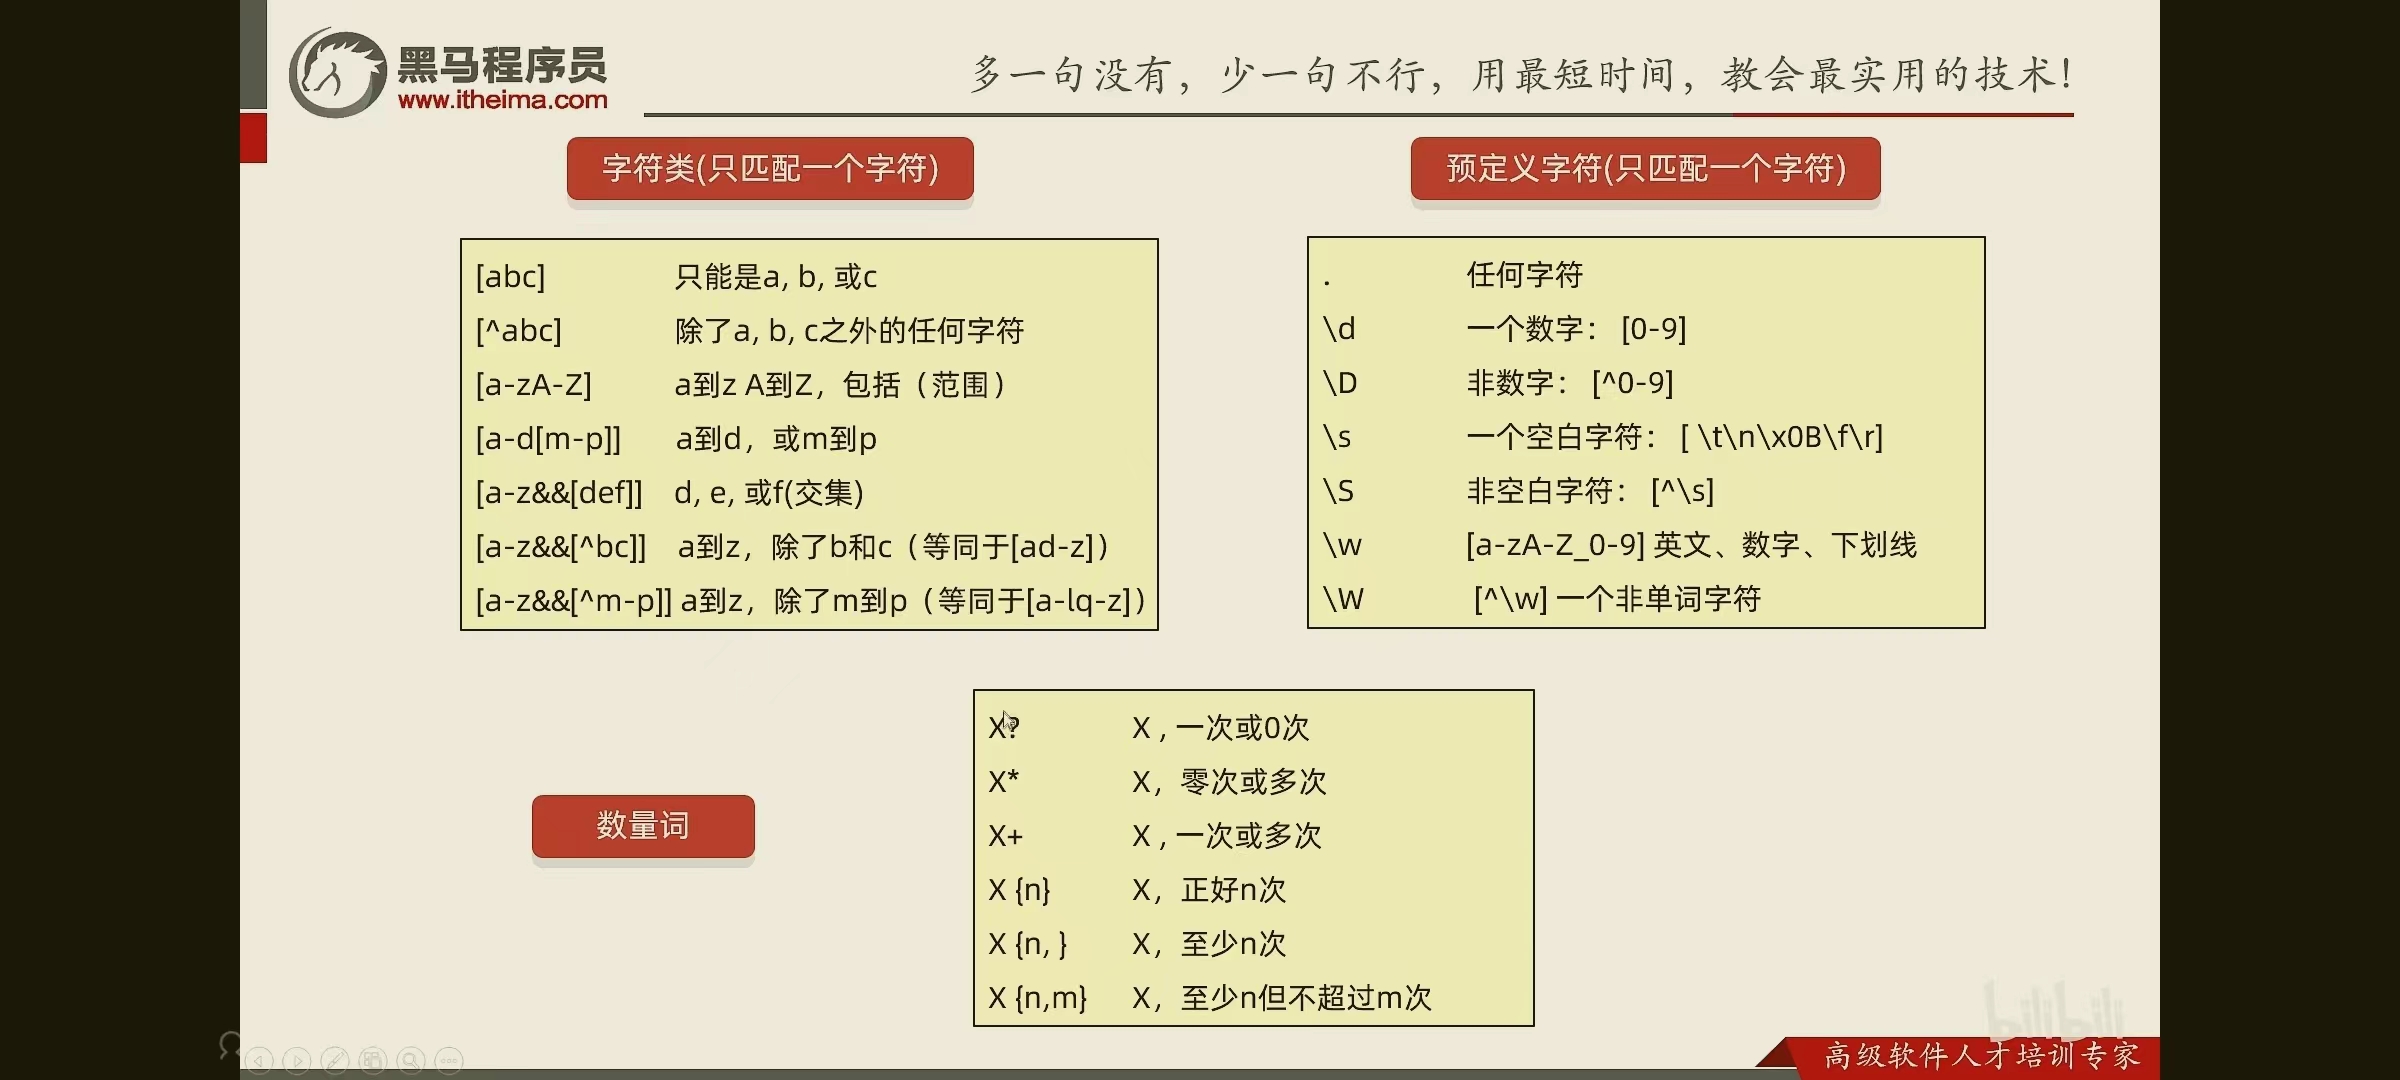 黑马程序员
www.itheima.com
多一句没有，少一句不行，用最短时间，教会最实用的技术！
字符类(只匹配一个字符)
[abc] 只能是a, b, 或c
[^abc] 除了a, b, c之外的任何字符
[a-zA-Z] a到z A到Z，包括（范围）
[a-d[m-p]] a到d，或m到p
[a-z&&[def]] d, e, 或f(交集)
[a-z&&[^bc]] a到z，除了b和c（等同于[ad-z]）
[a-z&&[^m-p]] a到z，除了m到p（等同于[a-lq-z]）
预定义字符(只匹配一个字符)
. 任何字符
\d 一个数字： [0-9]
\D 非数字： [^0-9]
\s 一个空白字符： [ \t\n\x0B\f\r]
\S 非空白字符： [^\s]
\w [a-zA-Z_0-9] 英文、数字、下划线
\W [^\w] 一个非单词字符
数量词
X? X , 一次或0次
X* X，零次或多次
X+ X , 一次或多次
X {n} X，正好n次
X {n, } X，至少n次
X {n,m} X，至少n但不超过m次
bilibili
高级软件人才培训专家